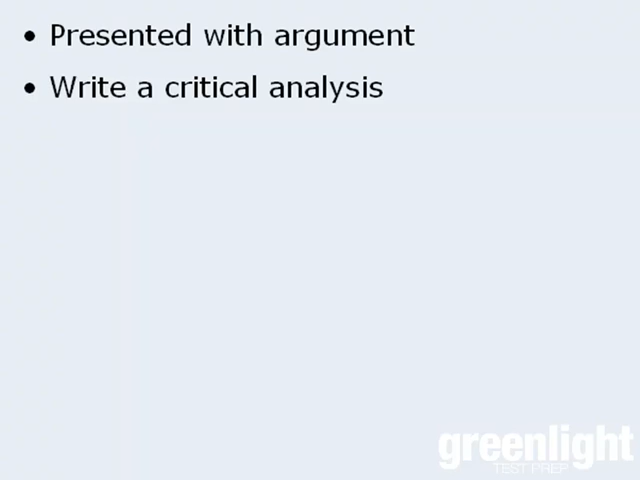 • Presented with argument
• Write a critical analysis
greenlight
TEST PREP